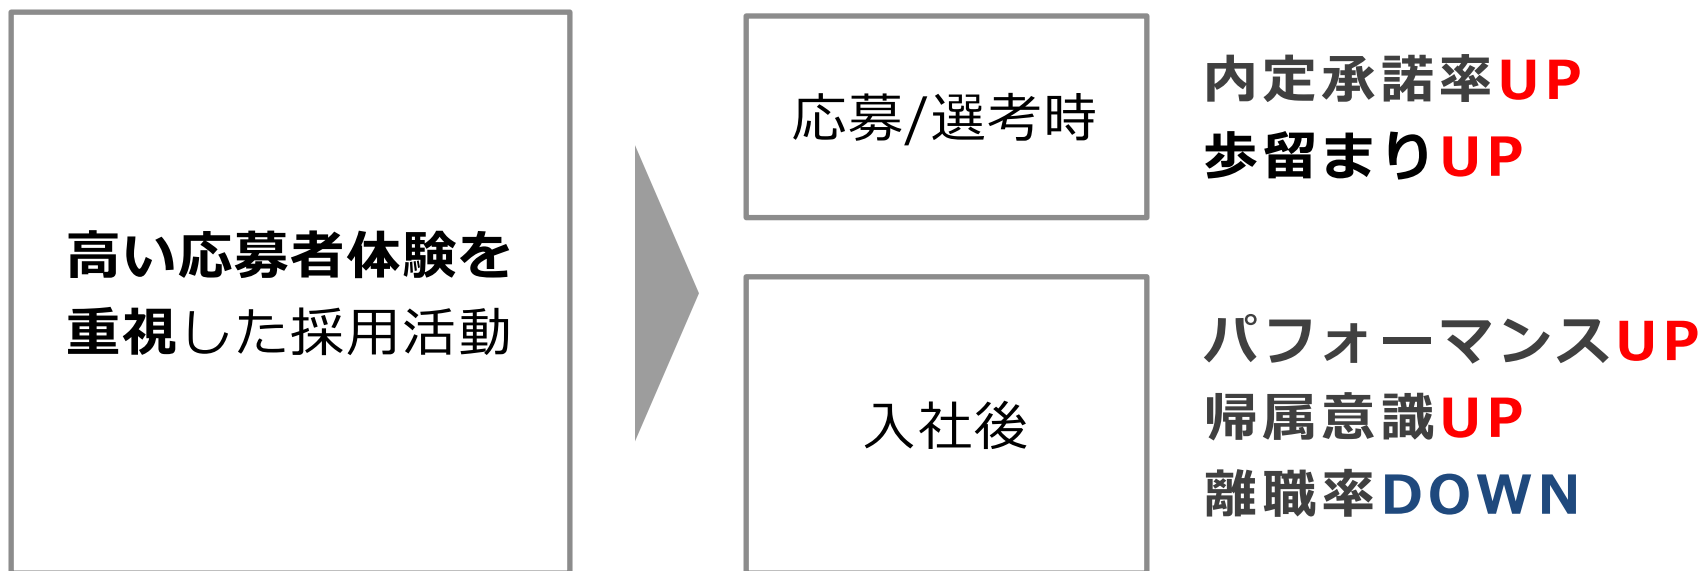 高い応募者体験を
重視した採用活動
応募/選考時
内定承諾率UP
歩留まりUP
入社後
パフォーマンスUP
帰属意識UP
離職率DOWN